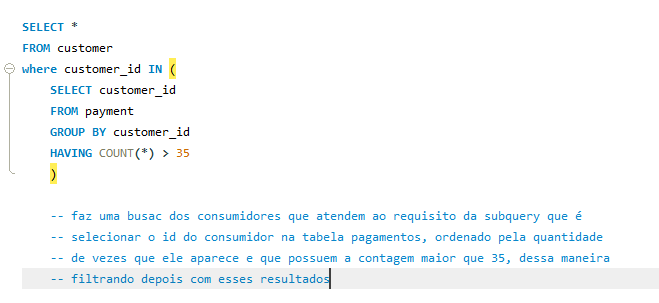 SELECT *
FROM customer
where customer_id IN (
SELECT customer_id
FROM payment
GROUP BY customer_id
HAVING COUNT(*) > 35
)
-- faz uma busac dos consumidores que atendem ao requisito da subquery que é
-- selecionar o id do consumidor na tabela pagamentos, ordenado pela quantidade
-- de vezes que ele aparece e que possuem a contagem maior que 35, dessa maneira
-- filtrando depois com esses resultados